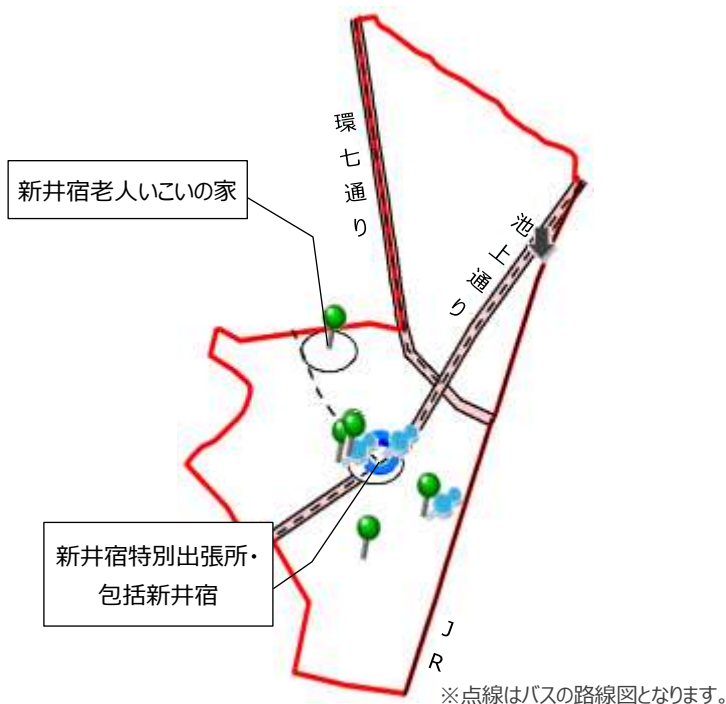 環七通り
新井宿老人いこいの家
池上通り
新井宿特別出張所・
包括新井宿
JR
※点線はバスの路線図となります。